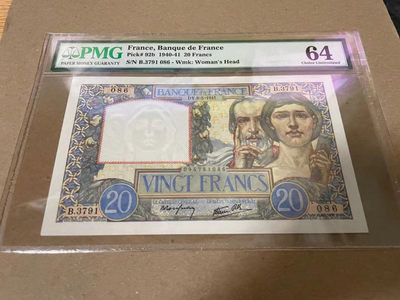 PMG
PAPER MONEY GUARANTY
France, Banque de France
Pick# 92b 1940-41 20 Francs
S/N B.3791 086 - Wmk: Woman's Head
64
Choice Uncirculated
086
BANQUE DE FRANCE
B.3791
VINGT FRANCS
20
20
B.3791
086